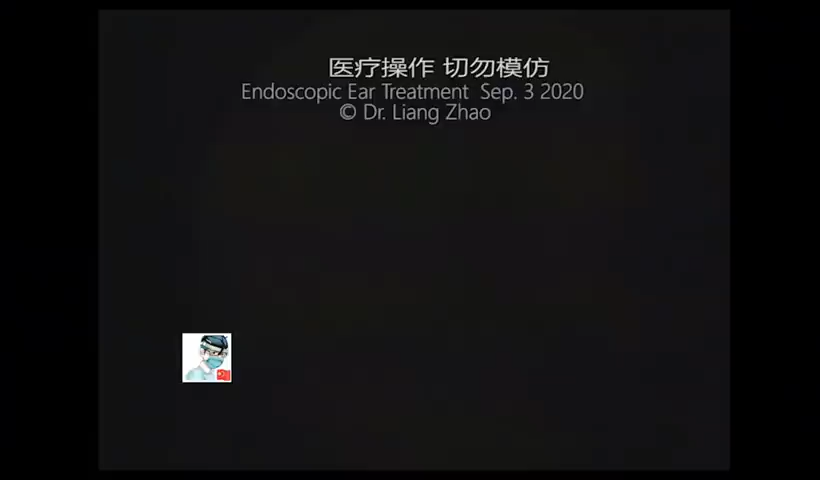 医疗操作 切勿模仿
Endoscopic Ear Treatment Sep. 3 2020
© Dr. Liang Zhao